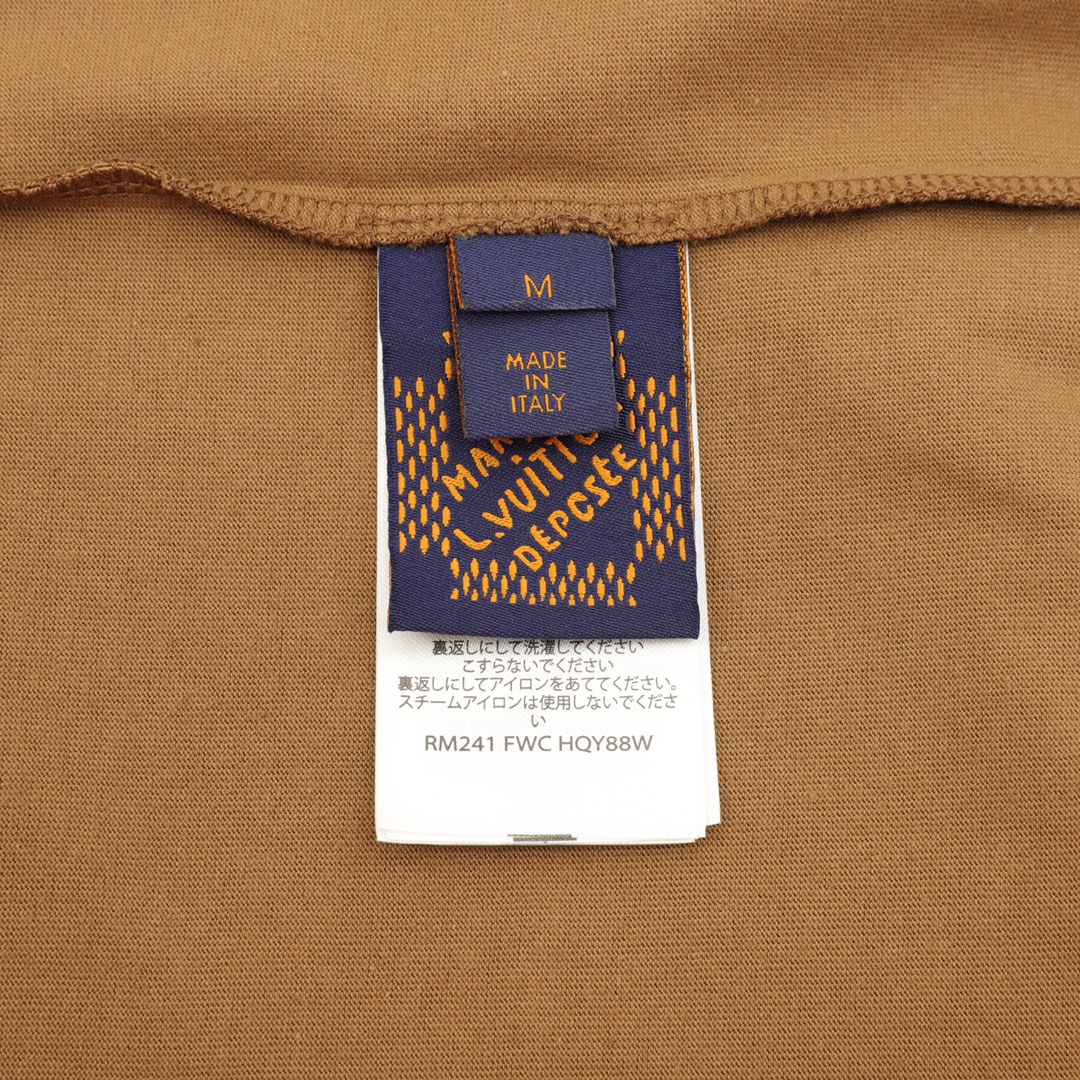 M
MADE
IN
ITALY
L.VUITTO
DEPOSÉE
裏返しにして洗濯してください
こすらないでください
裏返しにしてアイロンをあててください。
スチームアイロンは使用しないでくださ
い
RM241 FWC HQY88W